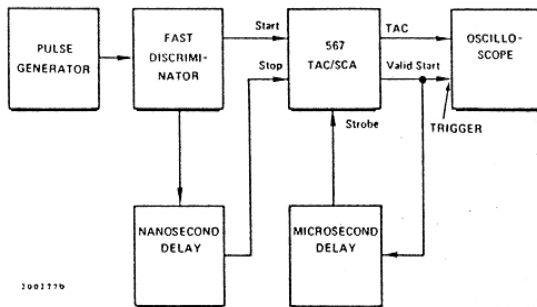 PULSE
GENERATOR
FAST
DISCRIMI-
NATOR
Start
Stop
567
TAC/SCA
TAC
Valid Start
OSCILLO-
SCOPE
TRIGGER
Strobe
NANOSECOND
DELAY
MICROSECOND
DELAY